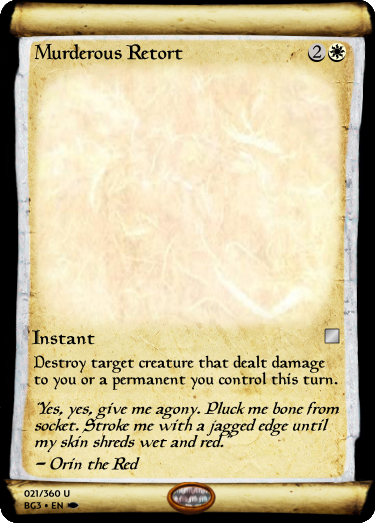 Murderous Retort
2
Instant
Destroy target creature that dealt damage
to you or a permanent you control this turn.
"Yes, yes, give me agony. Pluck me bone from
socket. Stroke me with a jagged edge until
my skin shreds wet and red."
– Orin the Red
021/360 U
BG3 • EN